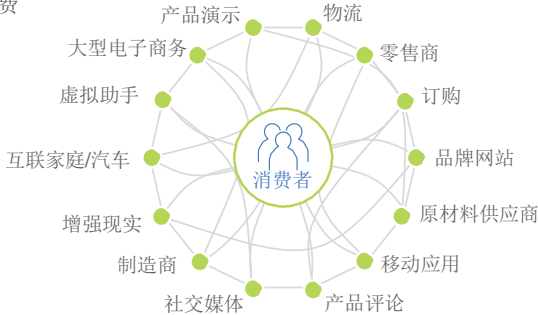 费
产品演示
物流
大型电子商务
零售商
虚拟助手
订购
互联家庭/汽车
品牌网站
消费者
增强现实
原材料供应商
制造商
移动应用
社交媒体
产品评论